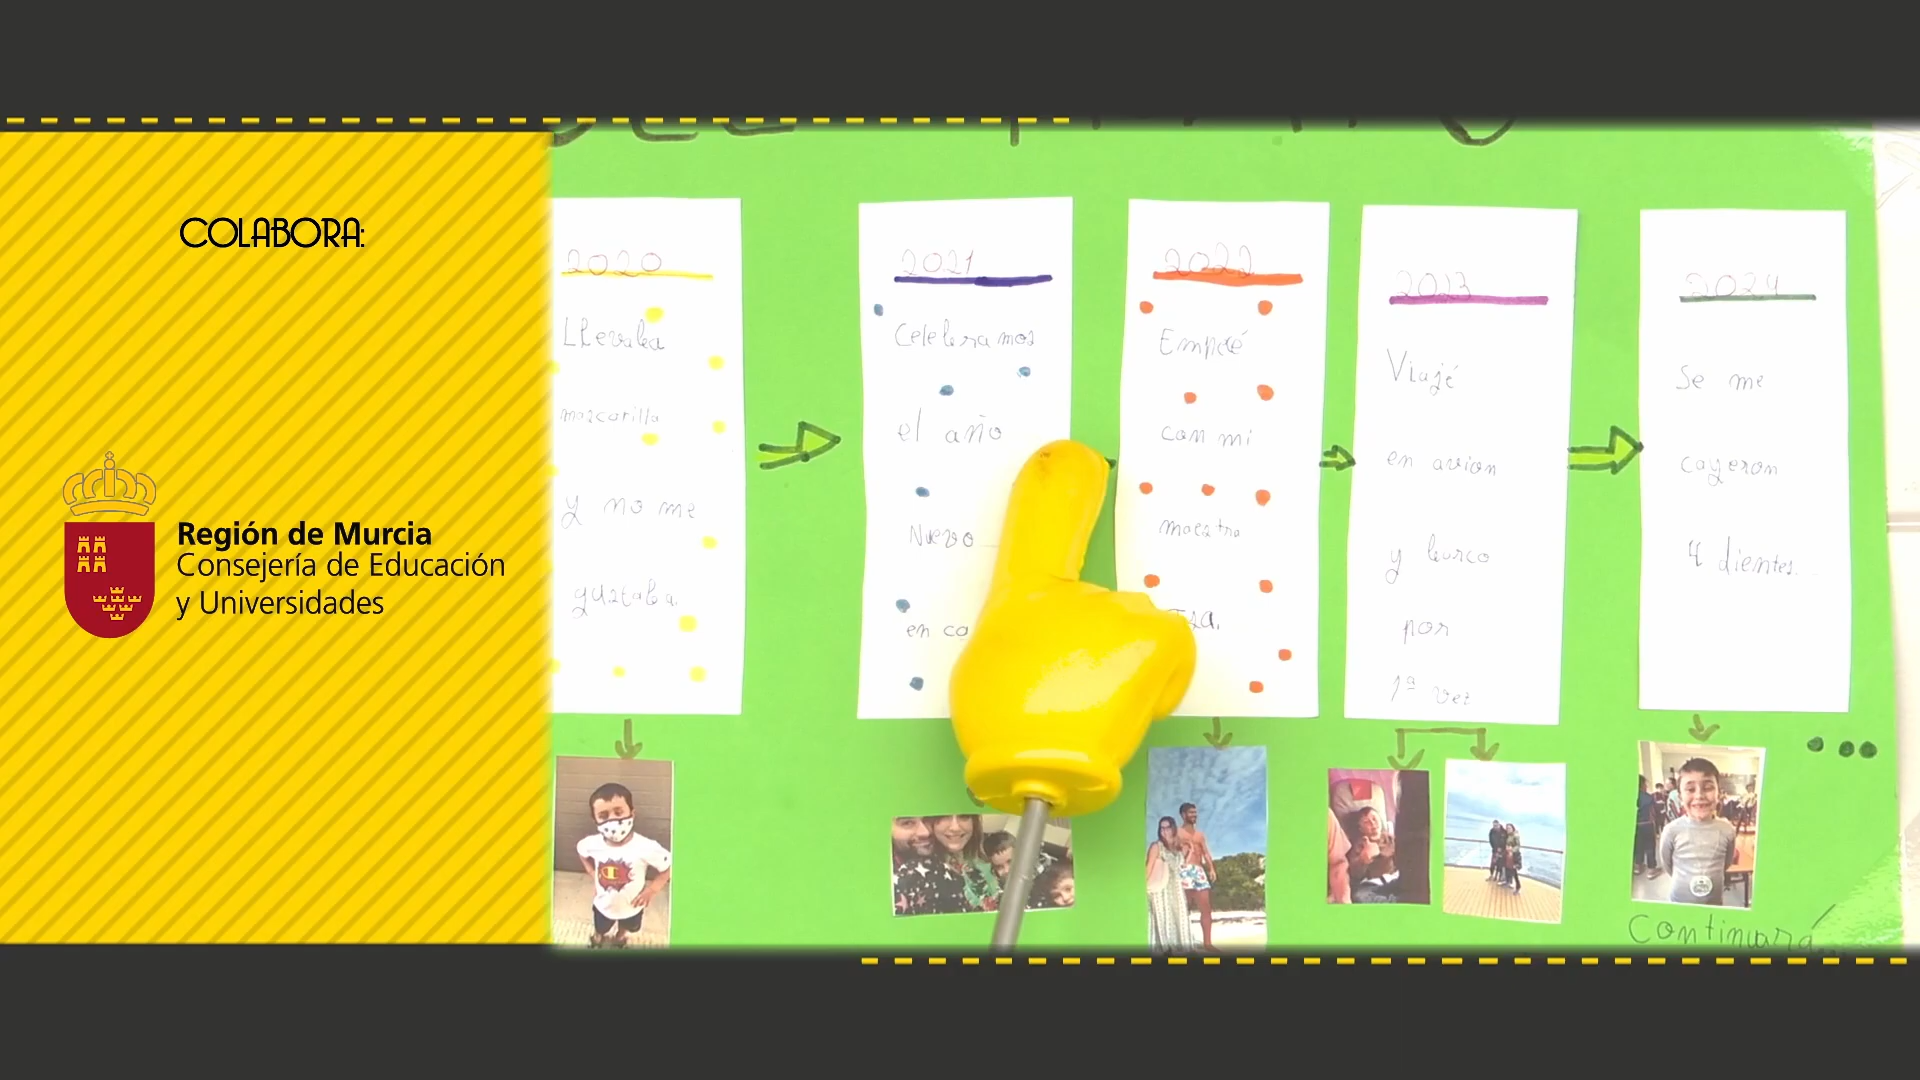 COLABORA:
Región de Murcia
Consejería de Educación
y Universidades
2020
Llevaba
mascarilla
y no me
gustaba.
2021
Celebramos
el año
Nuevo
en ca
2022
Empecé
con mi
maestra
2023
Viajé
en avion
y barco
por
1ª vez
2024
Se me
cayeron
4 dientes.
Continuará...